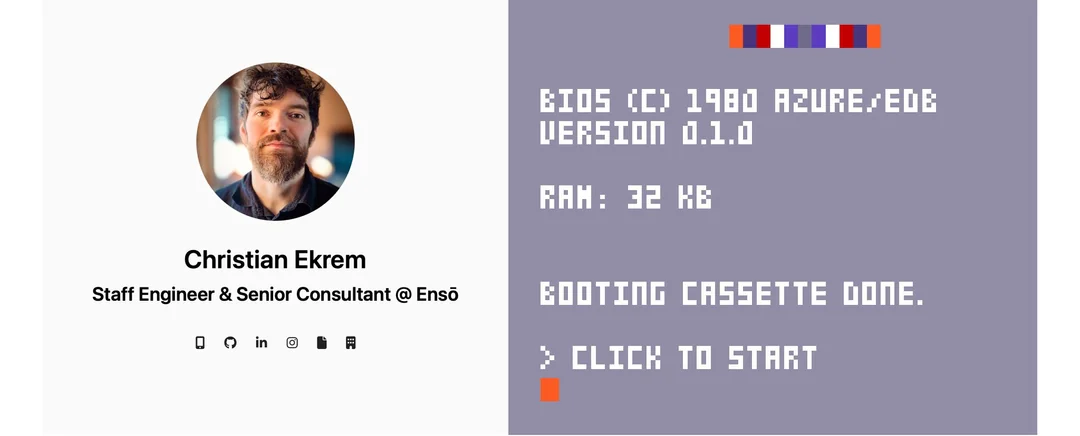 Christian Ekrem
Staff Engineer & Senior Consultant @ Ensō
in
BIOS (C) 1980 AZURE/EDB
VERSION 0.1.0
RAM: 32 KB
BOOTING CASSETTE DONE.
> CLICK TO START